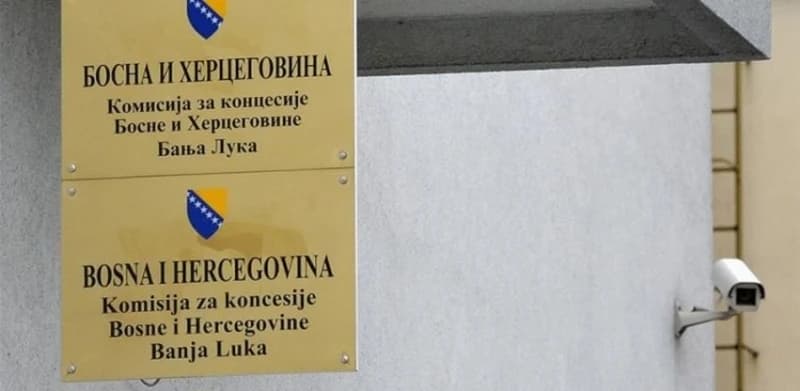 БОСНА И ХЕРЦЕГОВИНА
Комисија за концесије
Босне и Херцеговине
Бања Лука
BOSNA I HERCEGOVINA
Komisija za koncesije
Bosne i Hercegovine
Banja Luka